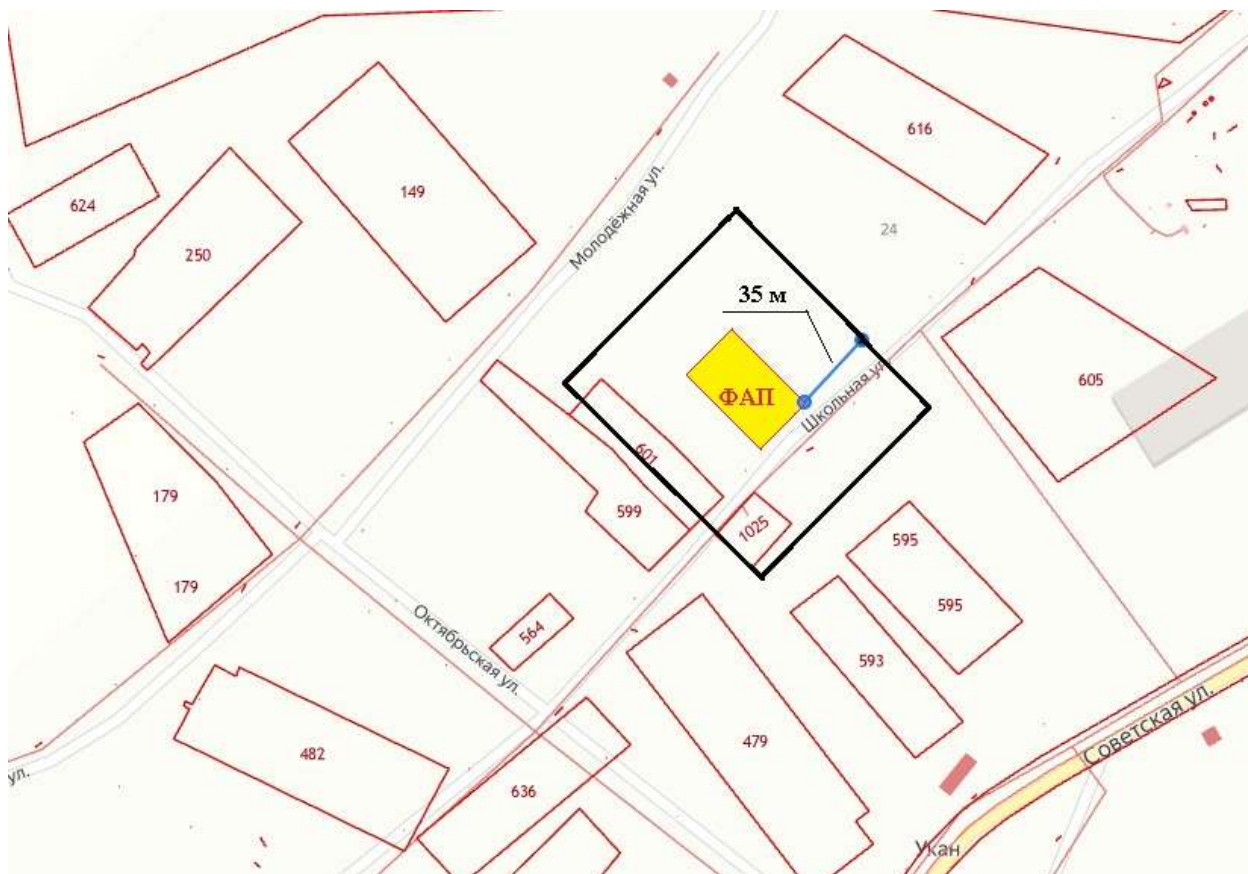 616
149
624
Молодёжная ул.
24
250
35 м
605
ФАП
Школьная ул.
601
179
599
1025
595
179
595
564
Октябрьская ул.
593
Советская ул.
479
482
ул.
636
Укан